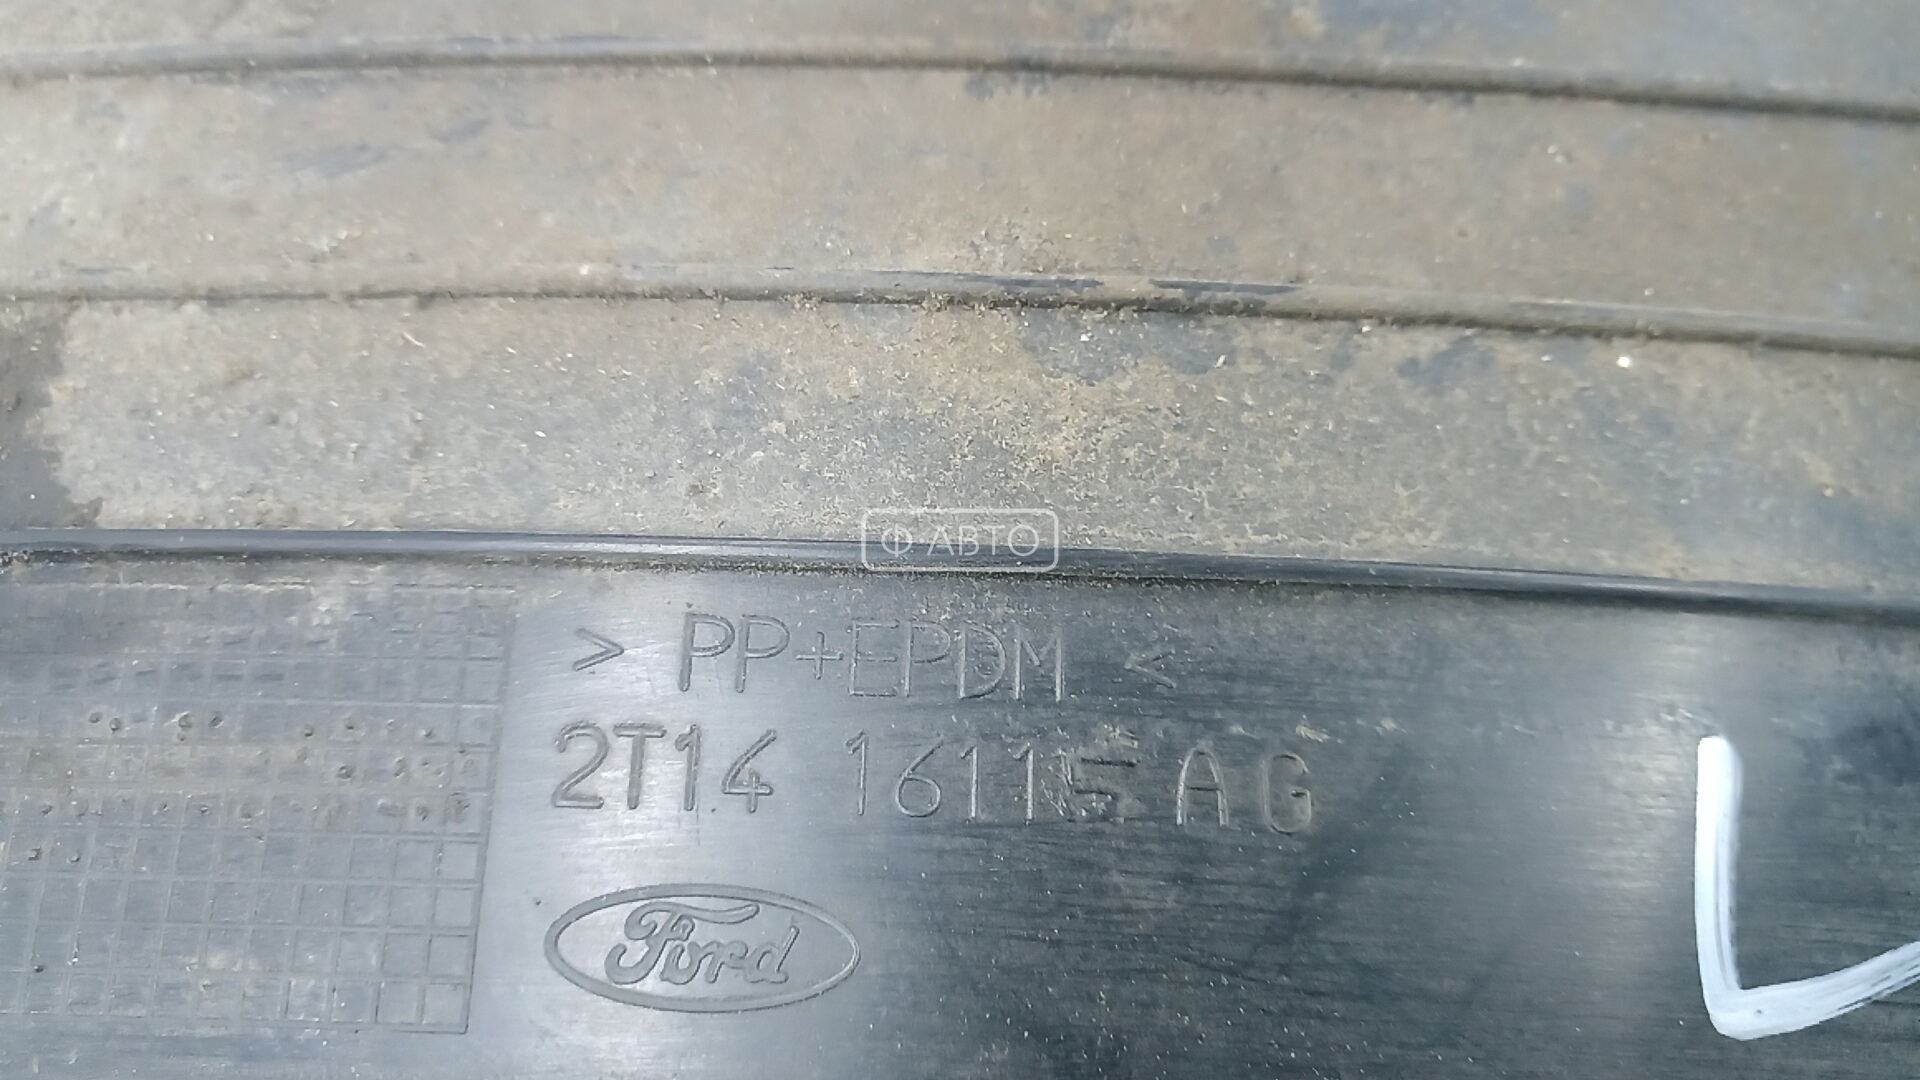 Ф АВТО
> PP+EPDM <
2T14 16115 AG
Ford
L